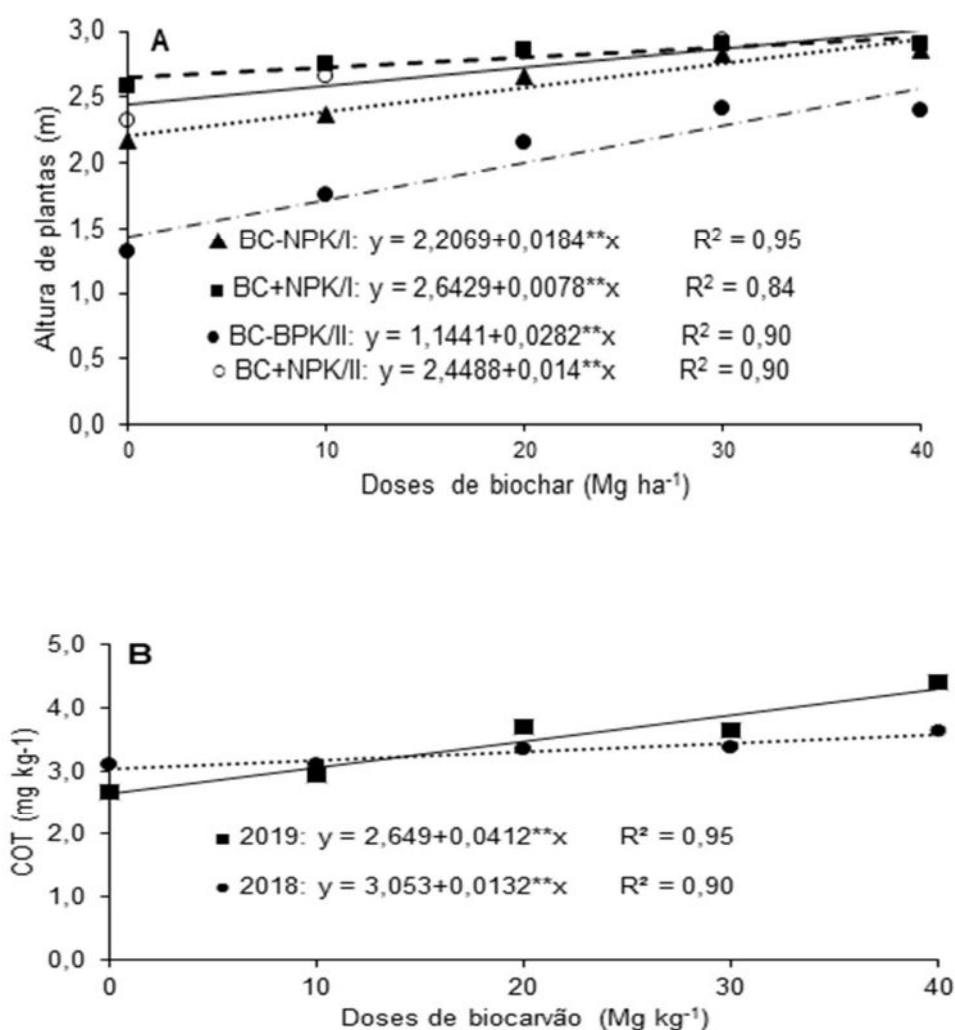 A
Altura de plantas (m)
3,0
2,5
2,0
1,5
1,0
0,5
0,0
BC-NPK/I: y = 2,2069+0,0184**x R² = 0,95
BC+NPK/I: y = 2,6429+0,0078**x R² = 0,84
BC-BPK/II: y = 1,1441+0,0282**x R² = 0,90
BC+NPK/II: y = 2,4488+0,014**x R² = 0,90
0 10 20 30 40
Doses de biochar (Mg ha⁻¹)
B
COT (mg kg-1)
5,0
4,0
3,0
2,0
1,0
0,0
2019: y = 2,649+0,0412**x R² = 0,95
2018: y = 3,053+0,0132**x R² = 0,90
0 10 20 30 40
Doses de biocarvão (Mg kg⁻¹)